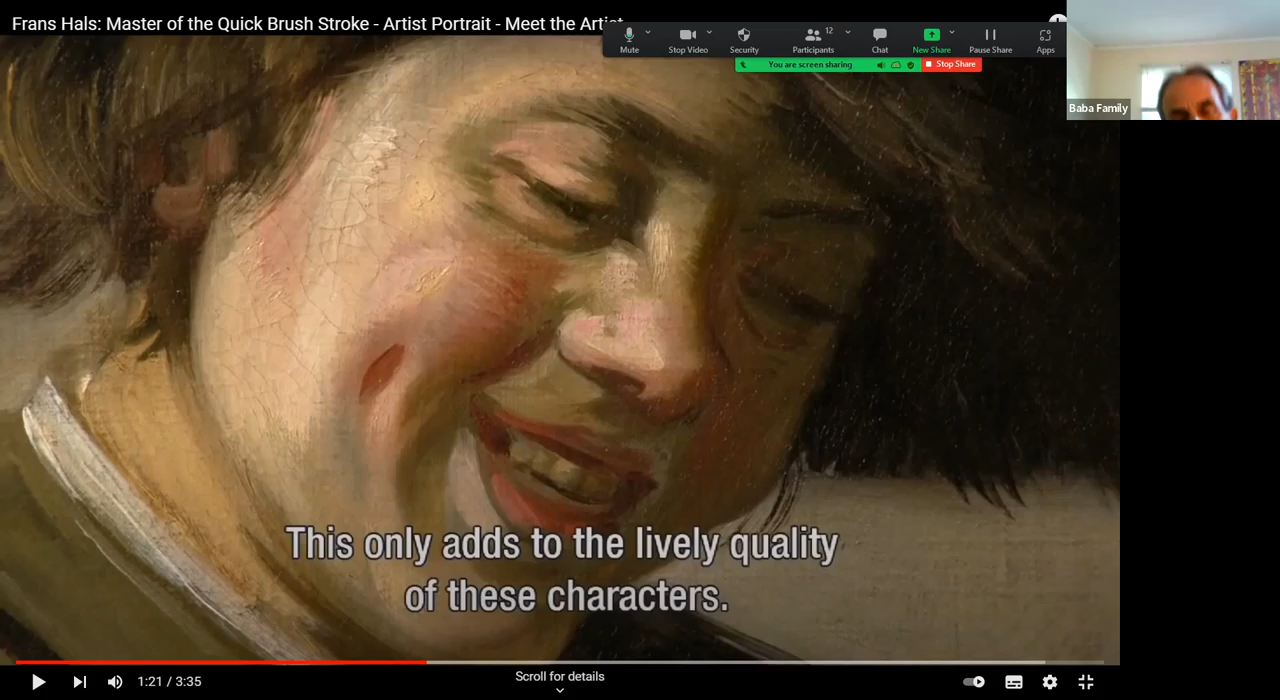 Frans Hals: Master of the Quick Brush Stroke - Artist Portrait - Meet the Artist
Mute
Stop Video
Security
12
Participants
Chat
New Share
Pause Share
Apps
You are screen sharing
Stop Share
Baba Family
This only adds to the lively quality
of these characters.
1:21 / 3:35
Scroll for details